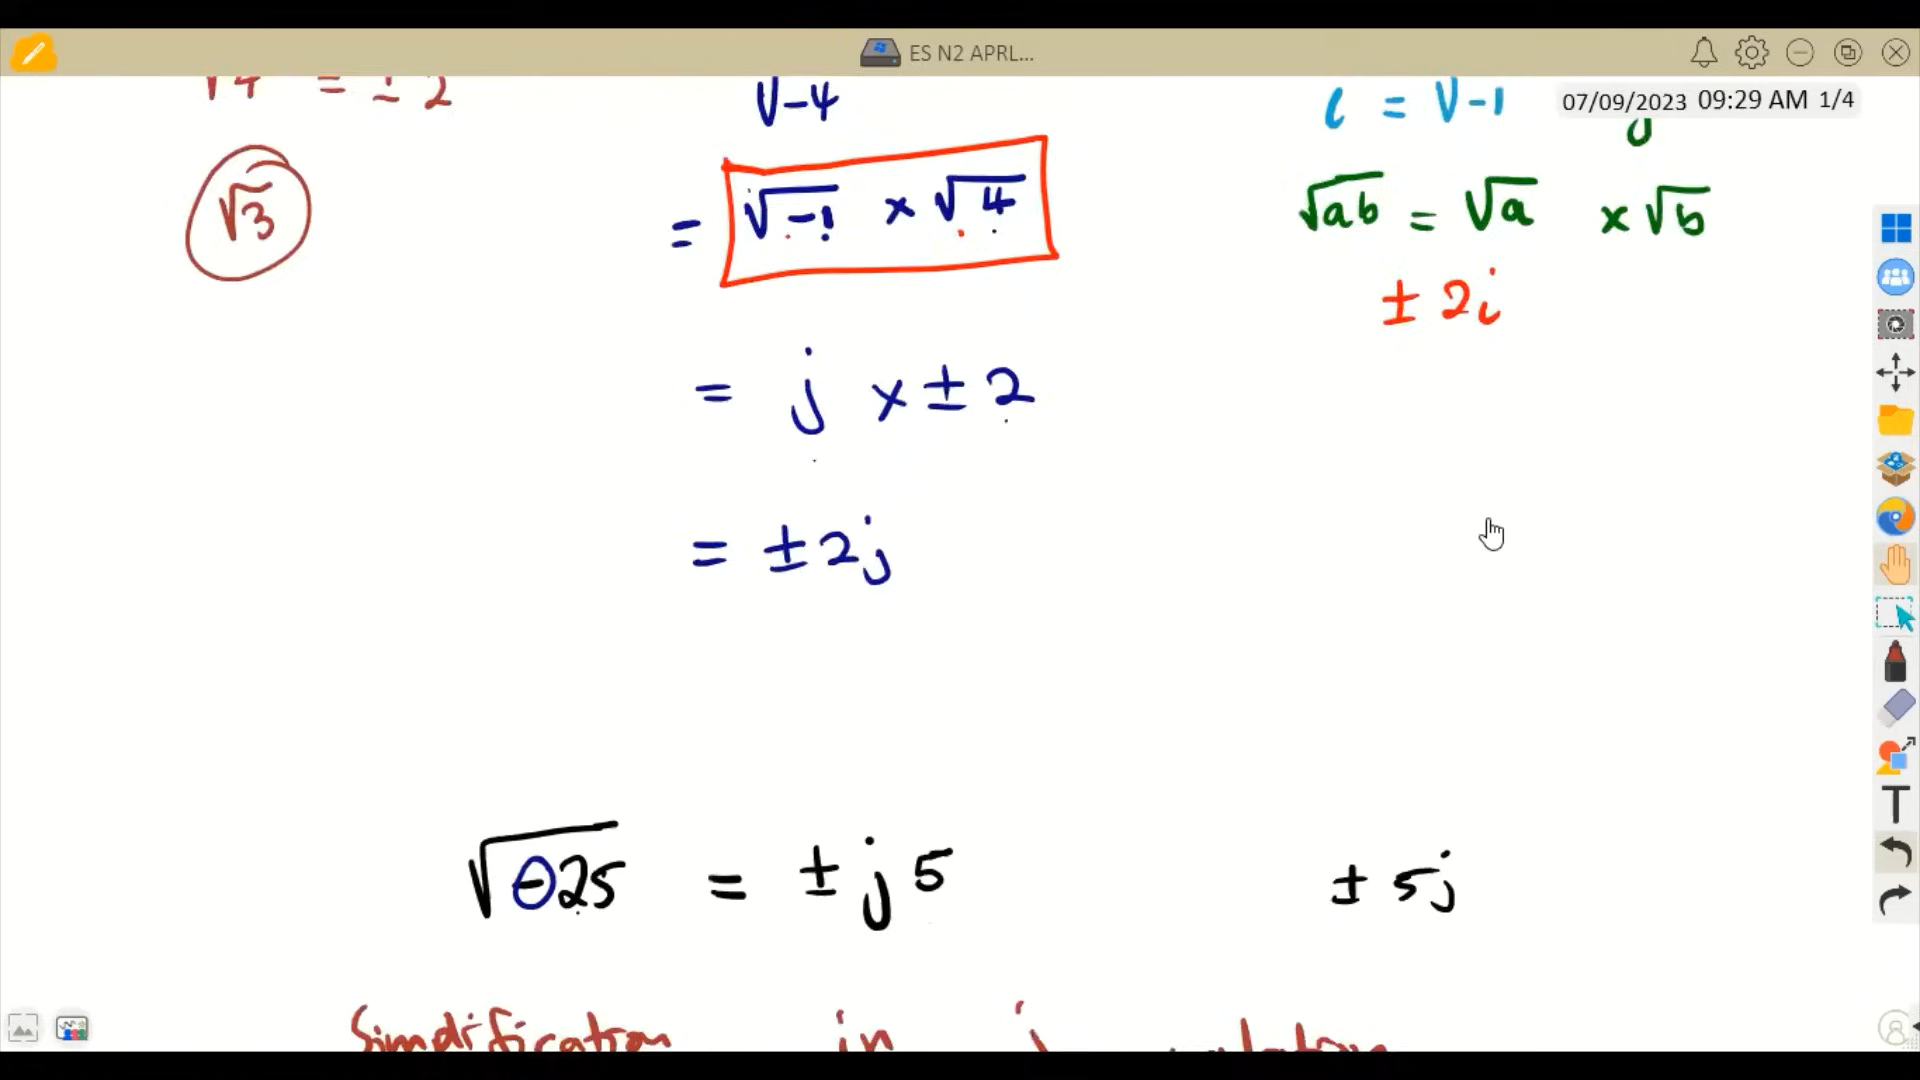 ES N2 APRL...
07/09/2023 09:29 AM 1/4
√4 = ± 2
√-4
i = √-1
√3
= √-1 × √4
√ab = √a × √b
± 2i
= j × ± 2
= ± 2j
√-25 = ± j5
± 5j
Simplification in j notation
T